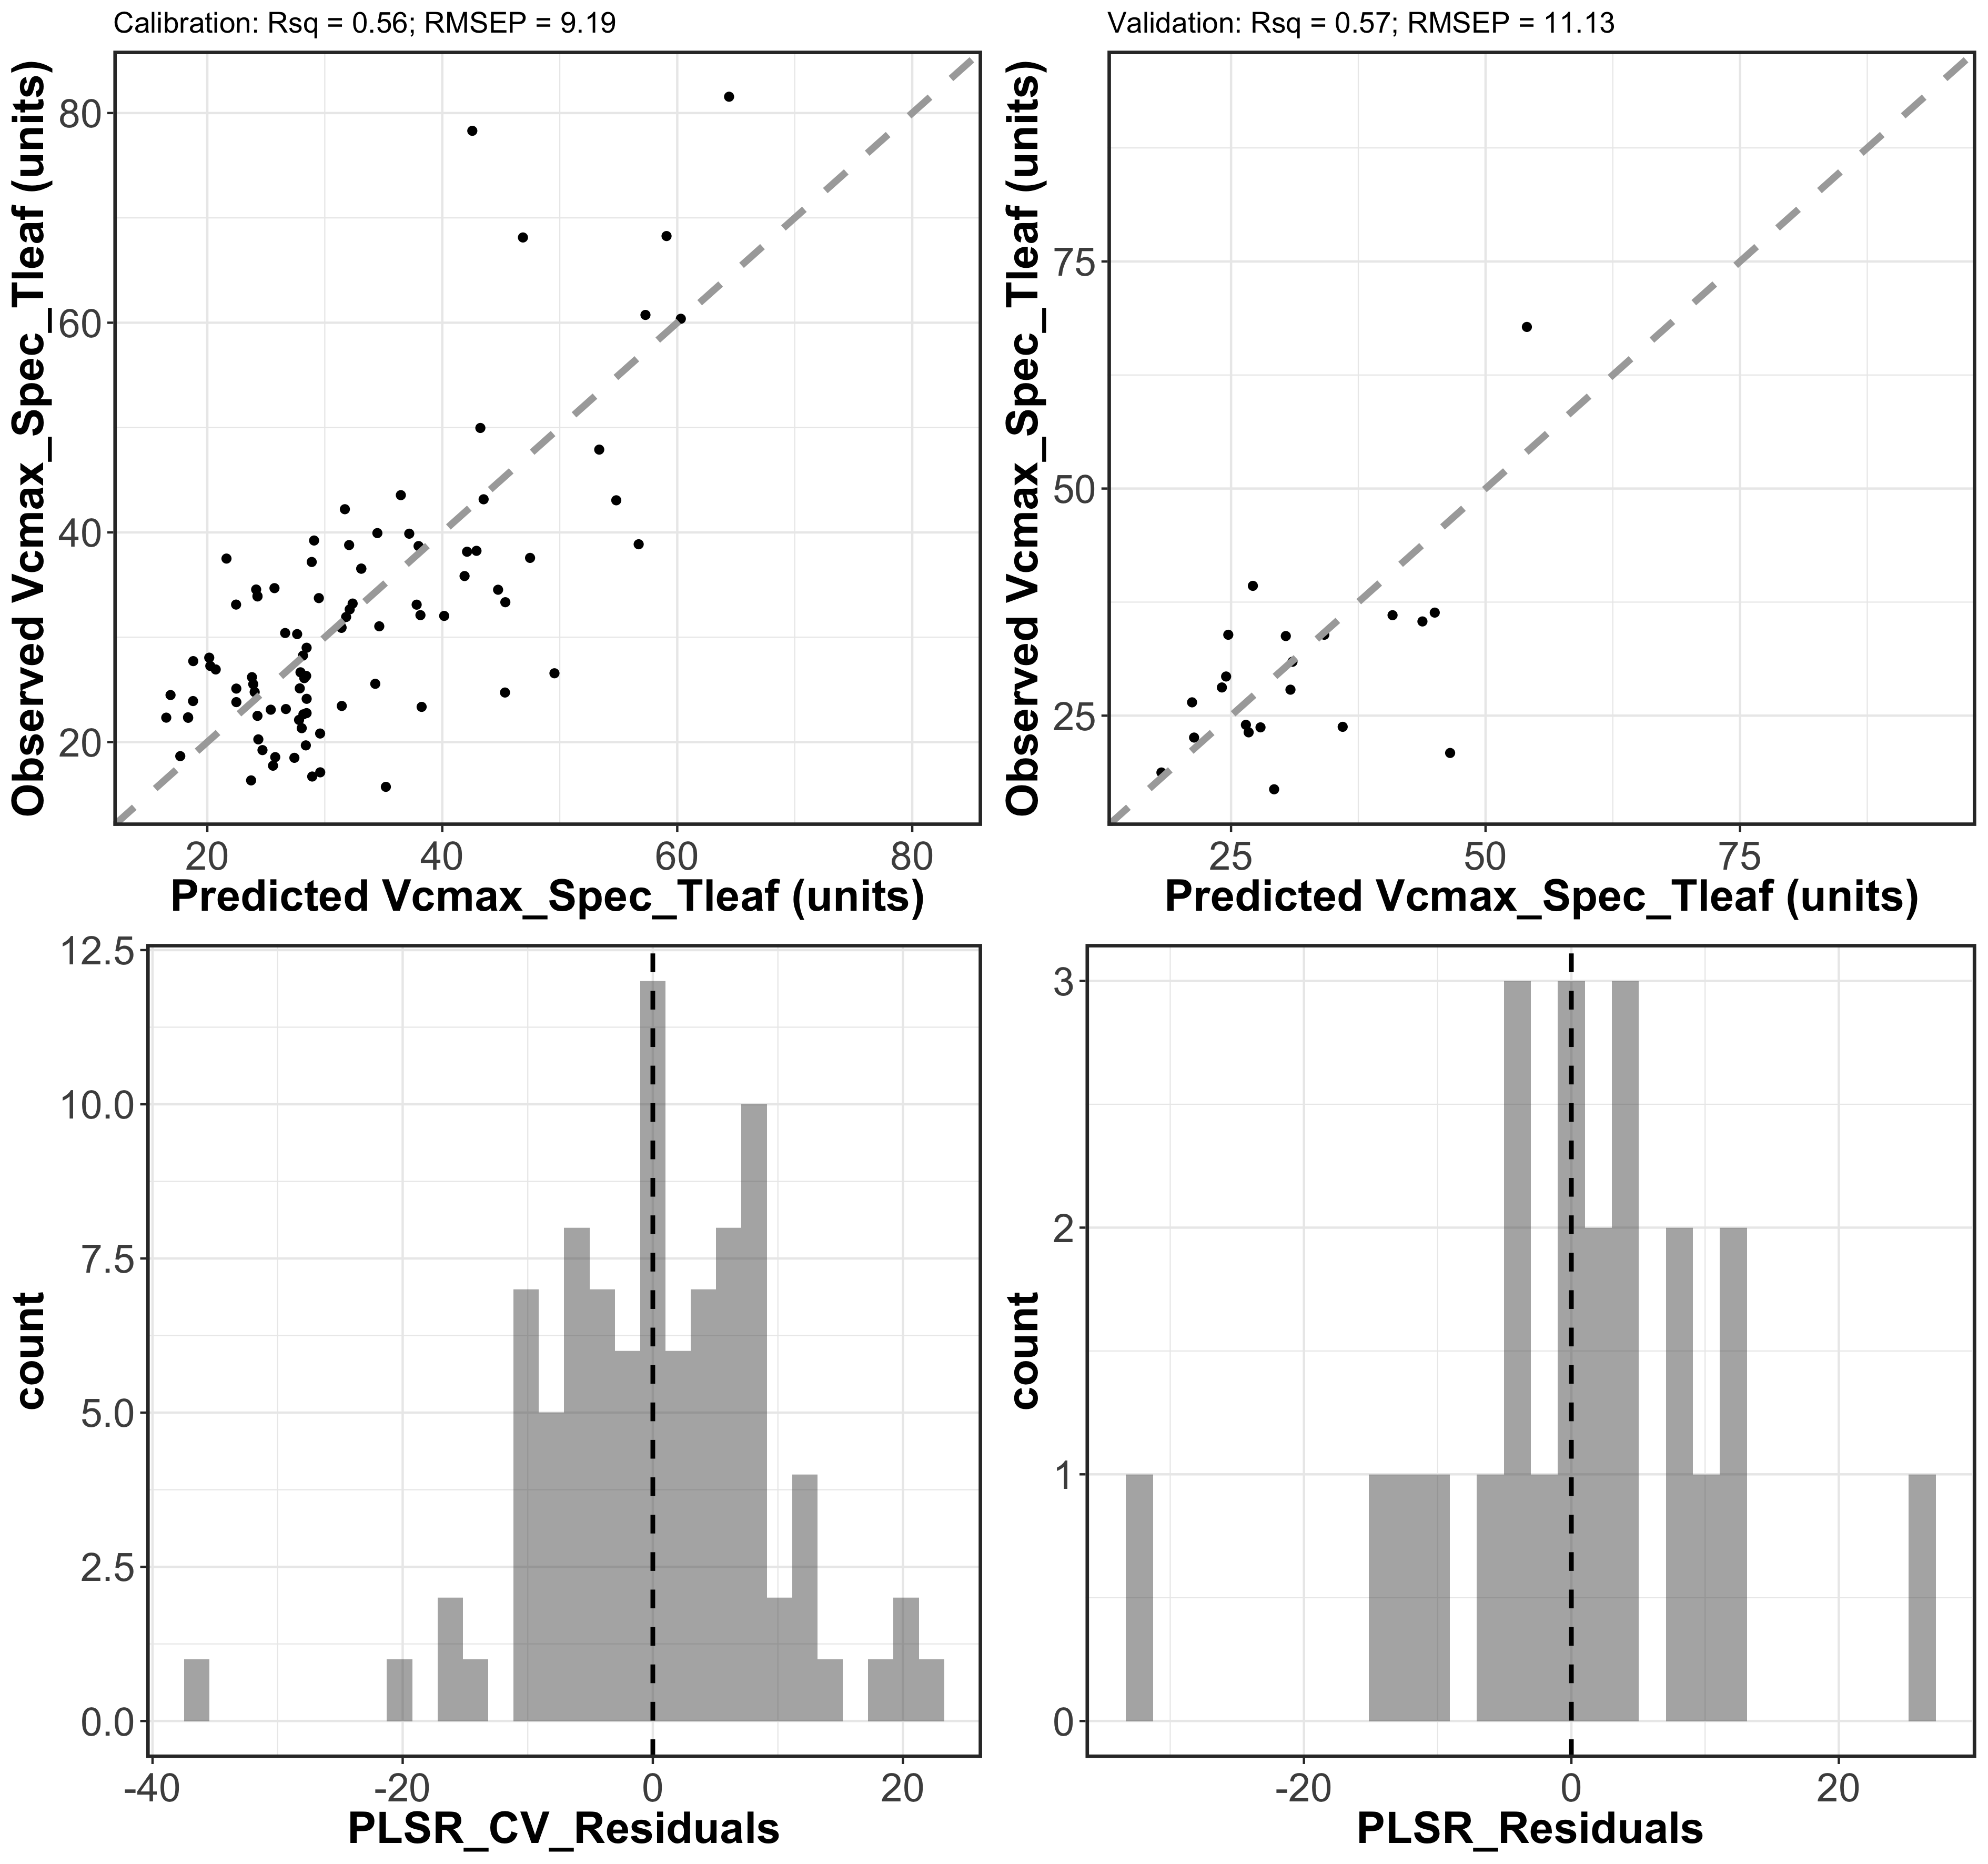 Calibration: Rsq = 0.56; RMSEP = 9.19
Observed Vcmax_Spec_Tleaf (units)
80
60
40
20
20 40 60 80
Predicted Vcmax_Spec_Tleaf (units)
Validation: Rsq = 0.57; RMSEP = 11.13
Observed Vcmax_Spec_Tleaf (units)
75
50
25
25 50 75
Predicted Vcmax_Spec_Tleaf (units)
count
12.5
10.0
7.5
5.0
2.5
0.0
-40 -20 0 20
PLSR_CV_Residuals
count
3
2
1
0
-20 0 20
PLSR_Residuals